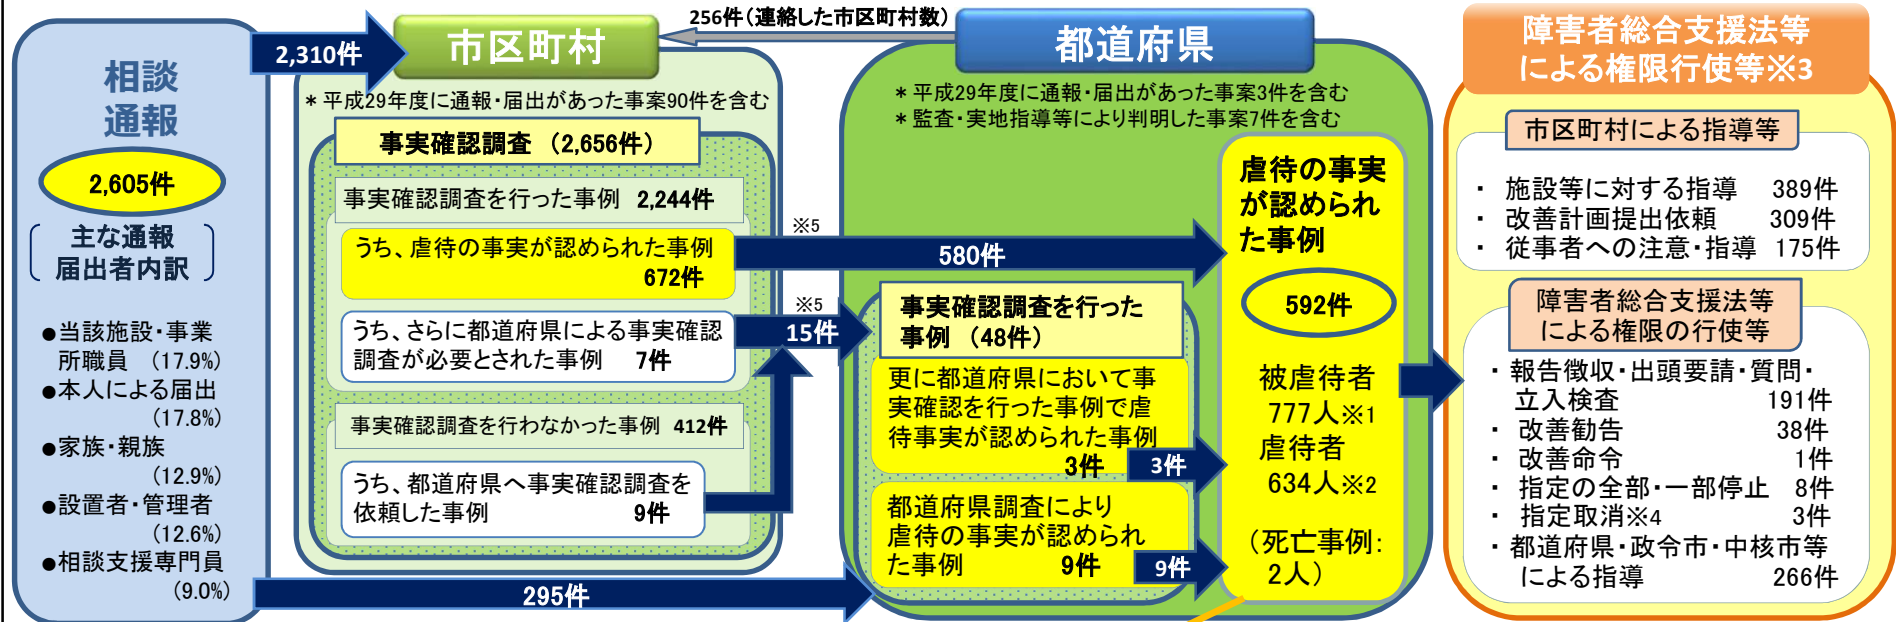 相談
通報
2,605件
主な通報
届出者内訳
●当該施設・事業
所職員 (17.9%)
●本人による届出
(17.8%)
●家族・親族
(12.9%)
●設置者・管理者
(12.6%)
●相談支援専門員
(9.0%)
2,310件
295件
市区町村
256件(連絡した市区町村数)
*平成29年度に通報・届出があった事案90件を含む
事実確認調査 (2,656件)
事実確認調査を行った事例 2,244件
うち、虐待の事実が認められた事例
672件
うち、さらに都道府県による事実確認
調査が必要とされた事例 7件
事実確認調査を行わなかった事例 412件
うち、都道府県へ事実確認調査を
依頼した事例 9件
※5
580件
※5
15件
都道府県
*平成29年度に通報・届出があった事案3件を含む
*監査・実地指導等により判明した事案7件を含む
事実確認調査を行った
事例 (48件)
更に都道府県において事
実確認を行った事例で虐
待事実が認められた事例
3件
3件
都道府県調査により
虐待の事実が認められ
た事例 9件
9件
虐待の事実
が認められ
た事例
592件
被虐待者
777人※1
虐待者
634人※2
(死亡事例:
2人)
障害者総合支援法等
による権限行使等※3
市区町村による指導等
・ 施設等に対する指導 389件
・ 改善計画提出依頼 309件
・ 従事者への注意・指導 175件
障害者総合支援法等
による権限の行使等
・報告徴収・出頭要請・質問・
立入検査 191件
・ 改善勧告 38件
・ 改善命令 1件
・ 指定の全部・一部停止 8件
・ 指定取消※4 3件
・都道府県・政令市・中核市等
による指導 266件